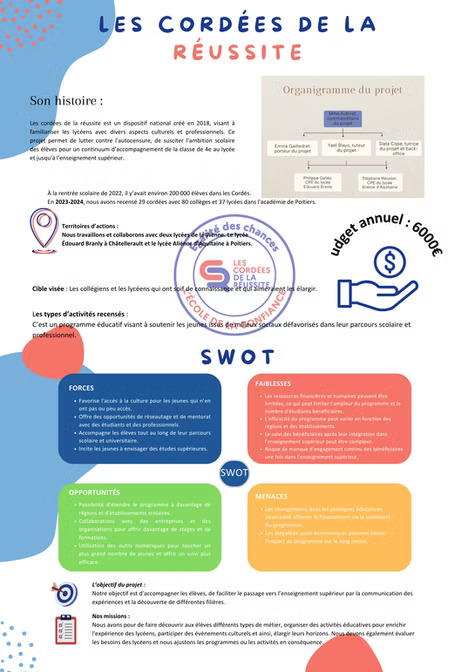 LES CORDÉES DE LA
RÉUSSITE
Son histoire :
Les cordées de la réussite est un dispositif national créé en 2018, visant à
familiariser les lycéens avec divers aspects culturels et professionnels. Ce
projet permet de lutter contre l'autocensure, de susciter l'ambition scolaire
des élèves pour un continuum d'accompagnement de la classe de 4e au lycée
et jusqu'à l'enseignement supérieur.
Organigramme du projet
projet
Emma Gailledrat,
porteur du projet
Yaël Blayo, tuteur
du projet
tutrice
du projet et back-
office
Philippe
CPE du lycée
Edouard Branly
CPE du lycée
Aliénor d'Aquitaine
À la rentrée scolaire de 2022, il y'avait environ 200 000 élèves dans les Cordés.
En 2023-2024, nous avons recensé 29 cordées avec 80 collèges et 37 lycées dans l'académie de Poitiers.
Territoires d'actions :
Nous travaillons et collaborons avec deux lycées de la Vienne. Le lycée
Édouard Branly à Châtellerault et le lycée Aliénor d'Aquitaine à Poitiers.
udget annuel : 6000€
Égalité des chances
LES
CORDÉES
DE LA
RÉUSSITE
L'ÉCOLE DE LA CONFIANCE
Cible visée : Les collégiens et les lycéens qui ont soif de connaissance et qui aimeraient les élargir.
Les types d'activités recensés :
C'est un programme éducatif visant à soutenir les jeunes issus de milieux sociaux défavorisés dans leur parcours scolaire et
professionnel.
SWOT
FORCES
Favorise l'accès à la culture pour les jeunes qui n'en
ont pas ou peu accès.
Offre des opportunités de réseautage et de mentorat
avec des étudiants et des professionnels.
Accompagne les élèves tout au long de leur parcours
scolaire et universitaire.
Incite les jeunes à envisager des études supérieures.
FAIBLESSES
Les ressources financières et humaines peuvent être
limitées, ce qui peut limiter l'ampleur du programme et le
nombre d'étudiants bénéficiaires.
L'efficacité du programme peut varier en fonction des
régions et des établissements.
Le suivi des bénéficiaires après leur intégration dans
l'enseignement supérieur peut être complexe.
Risque de manque d'engagement continu des bénéficiaires
une fois dans l'enseignement supérieur.
SWOT
OPPORTUNITÉS
Possibilité d'étendre le programme à davantage de
régions et d'établissements scolaires.
Collaborations avec des entreprises et des
organisations pour offrir davantage de stages et de
formations.
Utilisation des outils numériques pour toucher un
plus grand nombre de jeunes et offrir un suivi plus
efficace.
MENACES
Les changements dans les politiques éducatives
pourraient affecter le financement ou la
du programme.
Les inégalités socio-économiques peuvent limiter
l'impact du programme sur le long terme.
L'objectif du projet :
Notre objectif est d'accompagner les élèves, de faciliter le passage vers l'enseignement supérieur par la communication des
expériences et la découverte de différentes filières.
Nos missions :
Nous avons pour de faire découvrir aux élèves différents types de métier, organiser des activités éducatives pour enrichir
l'expérience des lycéens, participer des évènements culturels et ainsi, élargir leurs horizons. Nous devons également évaluer
les besoins des lycéens et nous ajustons les programmes ou les activités en conséquence.